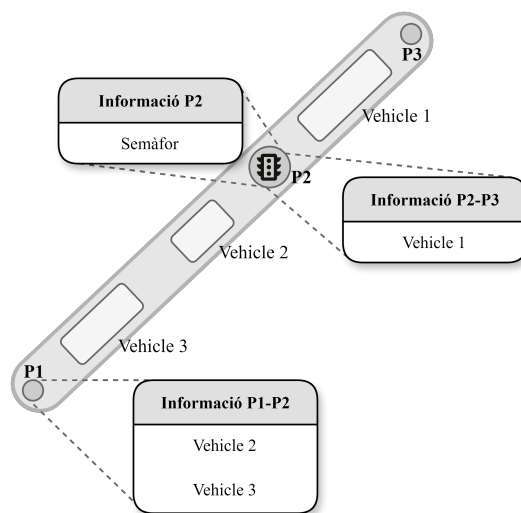 P3
Informació P2
Semàfor
Vehicle 1
P2
Informació P2-P3
Vehicle 1
Vehicle 2
Vehicle 3
P1
Informació P1-P2
Vehicle 2
Vehicle 3